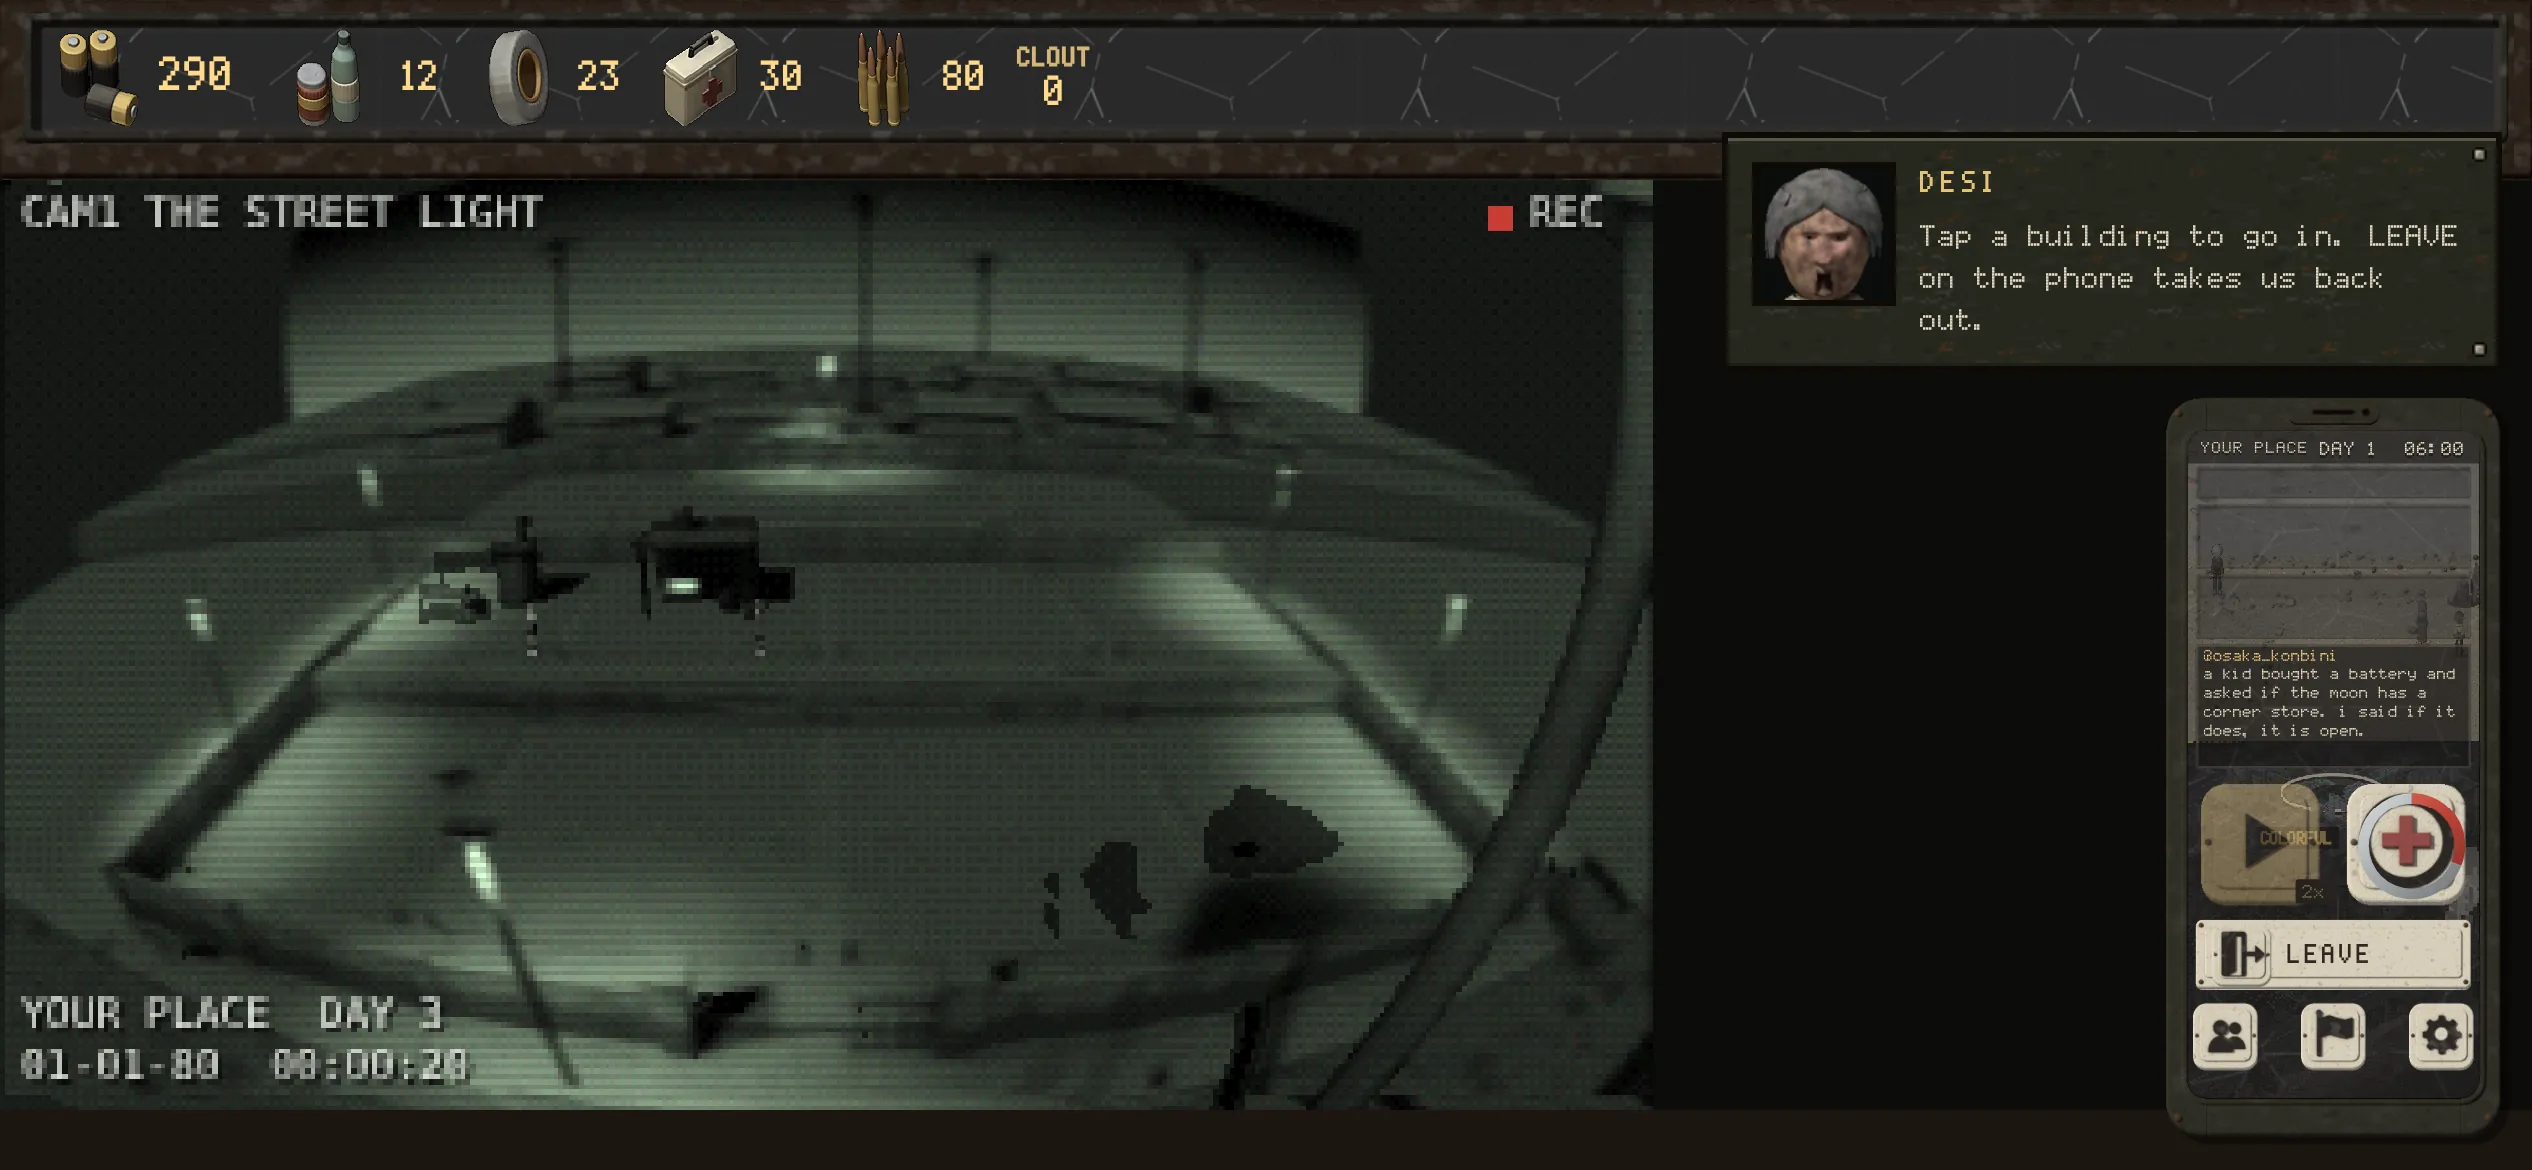 290
12
23
30
80
CLOUT
0
CAM1 THE STREET LIGHT
REC
DESI
Tap a building to go in. LEAVE
on the phone takes us back
out.
YOUR PLACE DAY 1 06:00
@osaka_konbini
a kid bought a battery and
asked if the moon has a
corner store. i said if it
does, it is open.
COLORFUL
2x
LEAVE
YOUR PLACE DAY 3
01-01-80 00:00:20